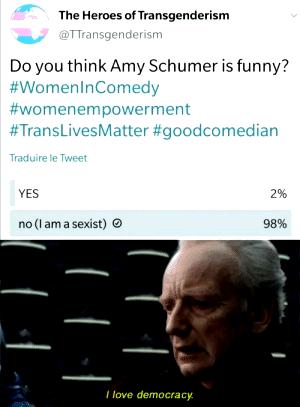 The Heroes of Transgenderism
@TTransgenderism
Do you think Amy Schumer is funny?
#WomenInComedy
#womenempowerment
#TransLivesMatter #goodcomedian
Traduire le Tweet
YES 2%
no (I am a sexist) 98%
I love democracy.